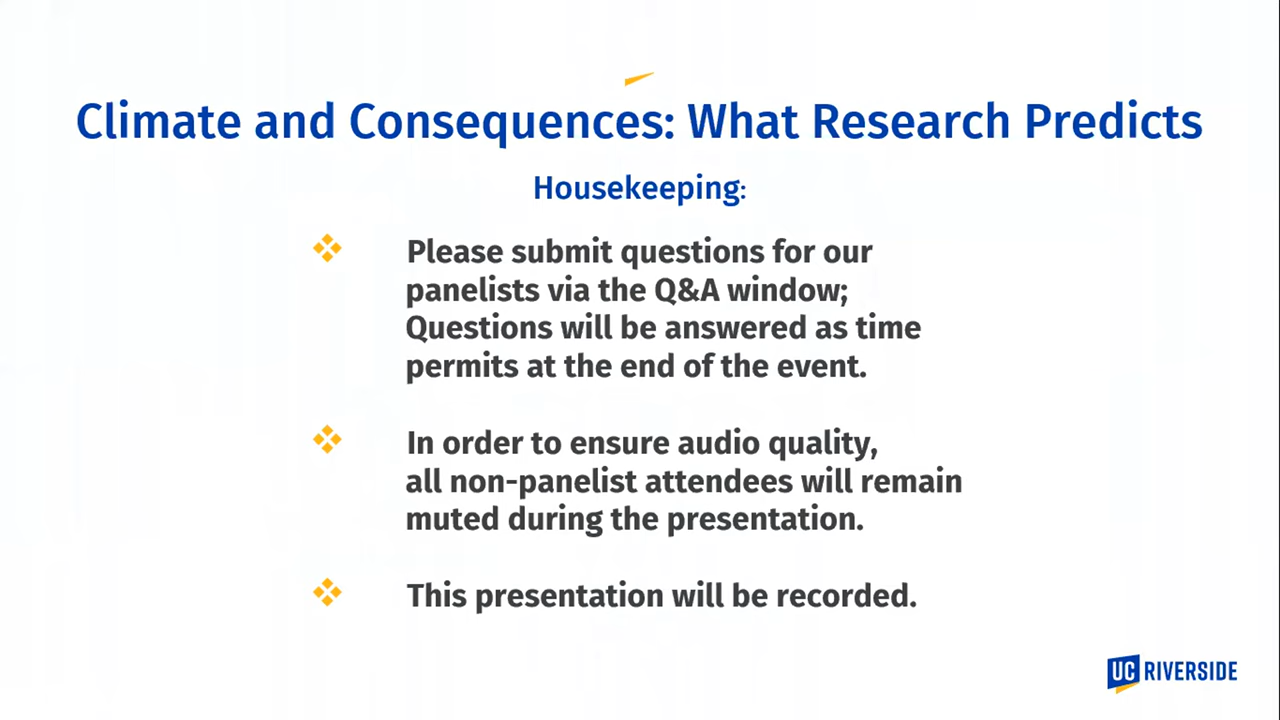 Climate and Consequences: What Research Predicts
Housekeeping:
Please submit questions for our
panelists via the Q&A window;
Questions will be answered as time
permits at the end of the event.
In order to ensure audio quality,
all non-panelist attendees will remain
muted during the presentation.
This presentation will be recorded.
UC RIVERSIDE